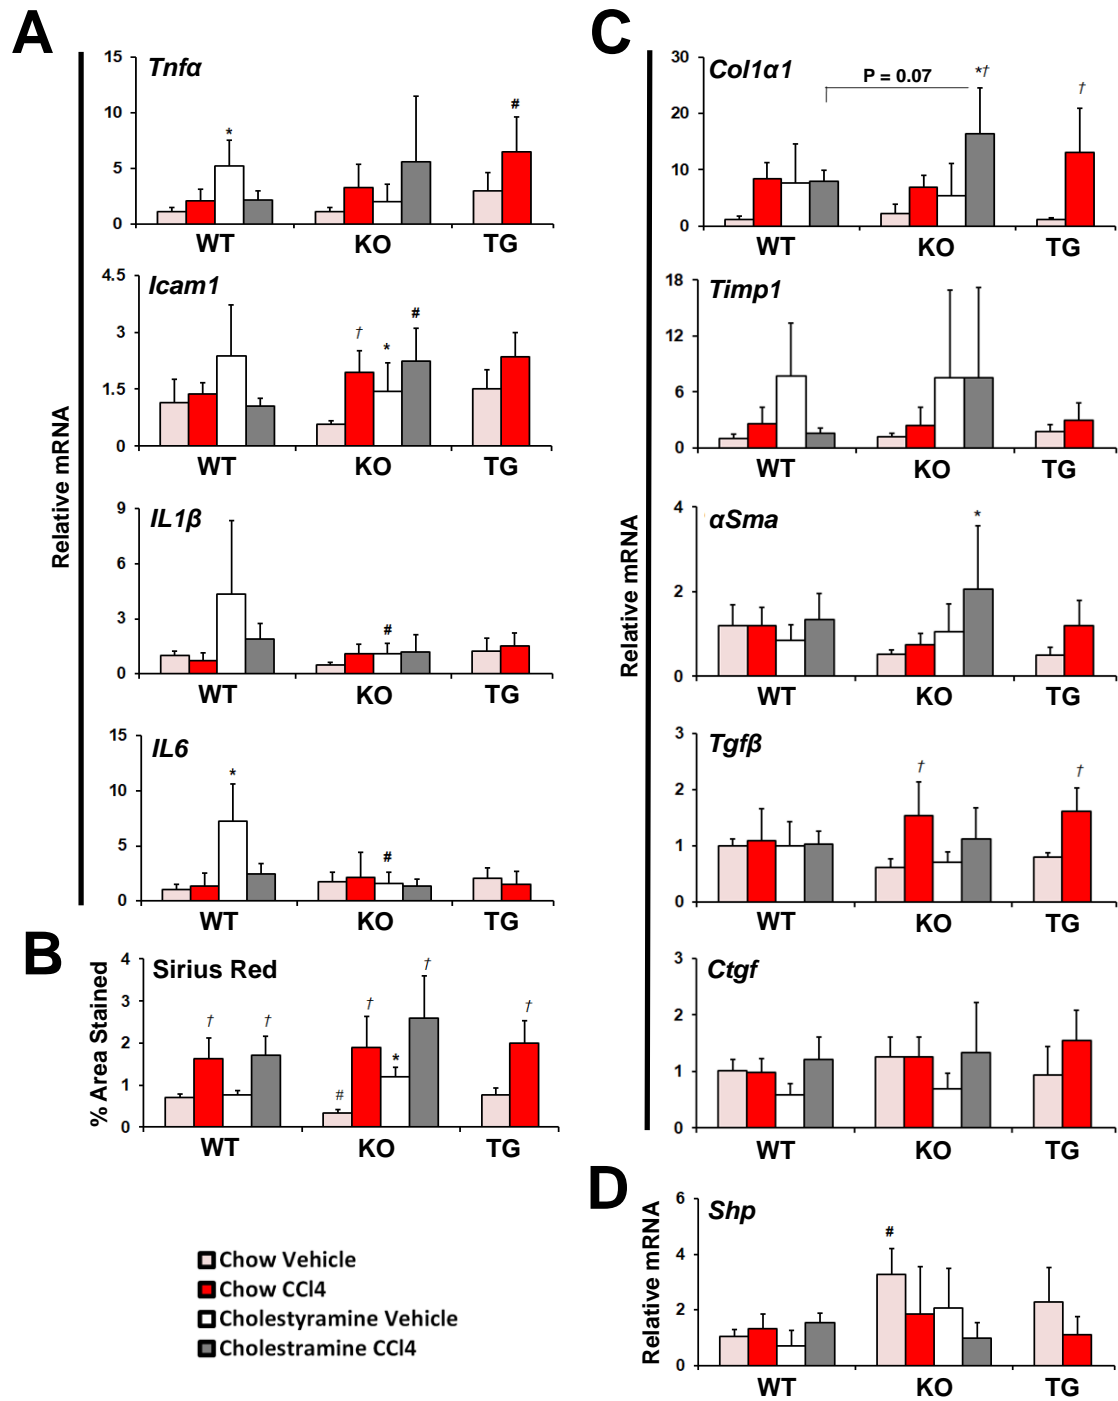 A
Relative mRNA
Tnfα
15
10
5
0
*
#
WT
KO
TG
Icam1
4.5
3
1.5
0
†
*
#
WT
KO
TG
IL1β
9
6
3
0
#
WT
KO
TG
IL6
15
10
5
0
*
#
WT
KO
TG
B
% Area Stained
Sirius Red
4
3
2
1
0
†
†
#
†
*
†
†
WT
KO
TG
Chow Vehicle
Chow CCl4
Cholestyramine Vehicle
Cholestramine CCl4
C
Relative mRNA
Col1α1
30
20
10
0
P = 0.07
*†
†
WT
KO
TG
Timp1
18
12
6
0
WT
KO
TG
αSma
4
2
0
*
WT
KO
TG
Tgfβ
3
2
1
0
†
†
WT
KO
TG
Ctgf
3
2
1
0
WT
KO
TG
D
Relative mRNA
Shp
6
4
2
0
#
WT
KO
TG